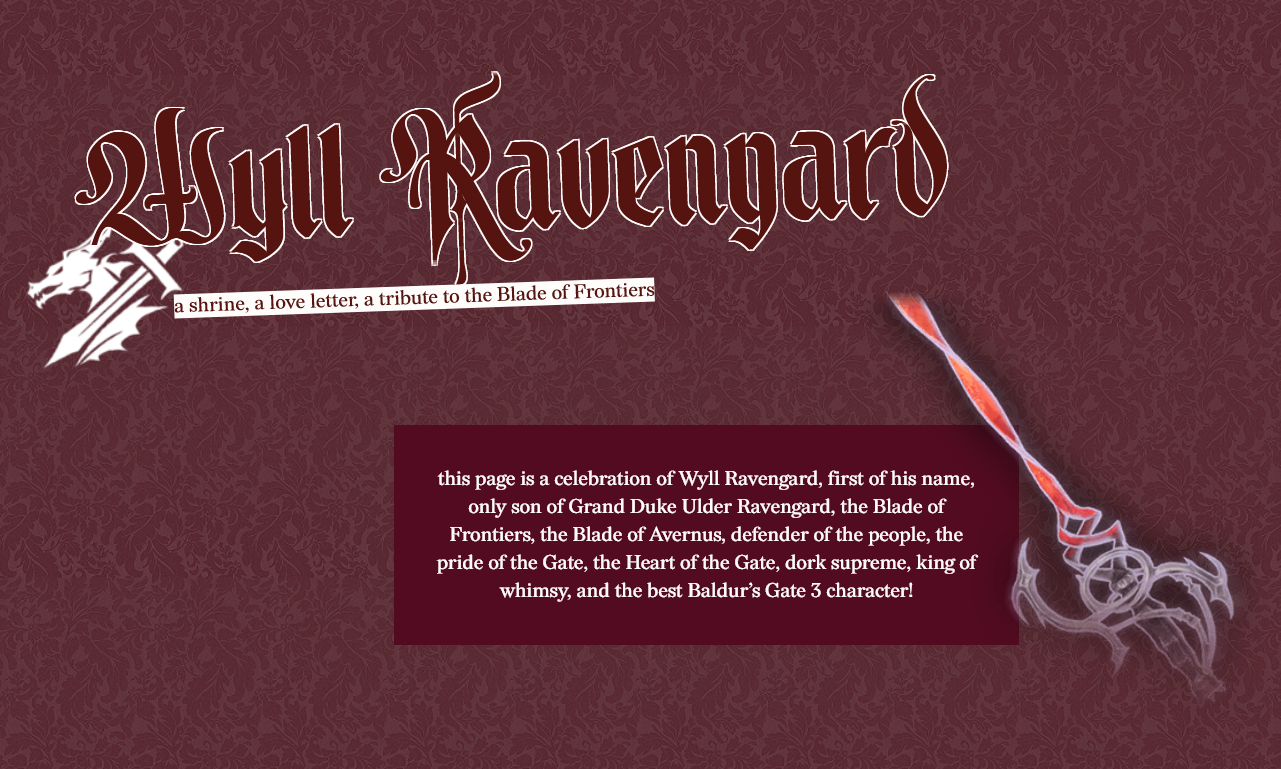 Wyll Ravengard
a shrine, a love letter, a tribute to the Blade of Frontiers
this page is a celebration of Wyll Ravengard, first of his name,
only son of Grand Duke Ulder Ravengard, the Blade of
Frontiers, the Blade of Avernus, defender of the people, the
pride of the Gate, the Heart of the Gate, dork supreme, king of
whimsy, and the best Baldur’s Gate 3 character!